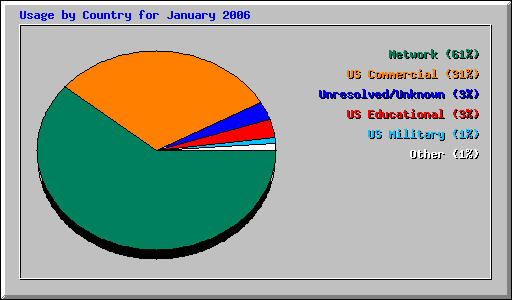 Usage by Country for January 2006
Network (61%)
US Commercial (31%)
Unresolved/Unknown (3%)
US Educational (3%)
US Military (1%)
Other (1%)